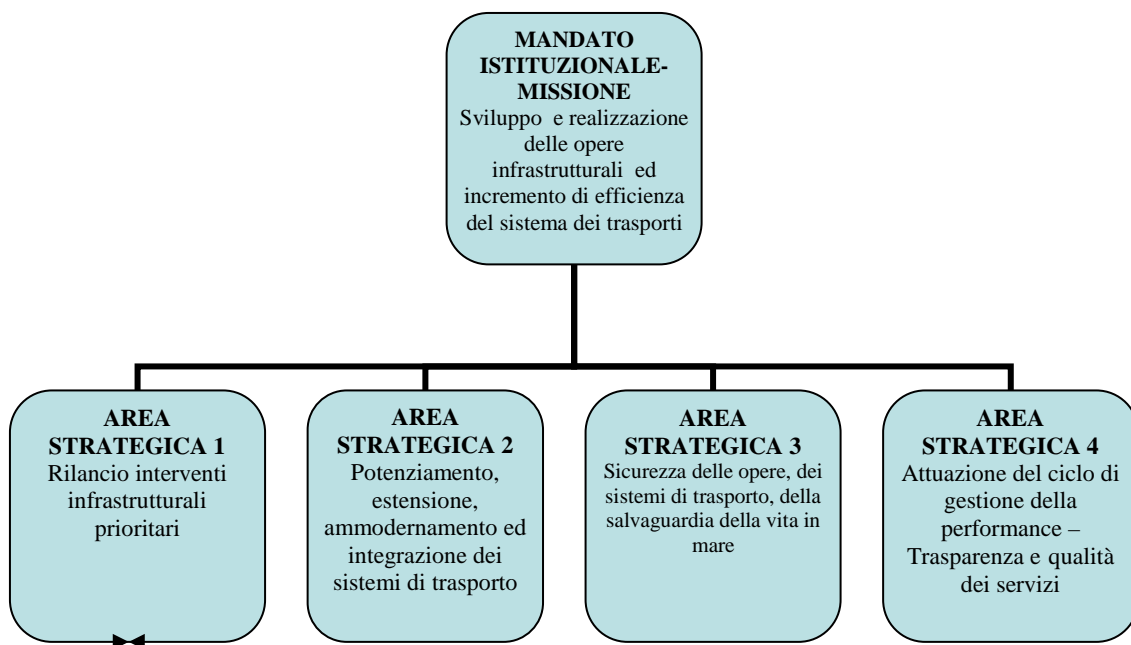 MANDATO
ISTITUZIONALE-
MISSIONE
Sviluppo e realizzazione
delle opere
infrastrutturali ed
incremento di efficienza
del sistema dei trasporti
AREA
STRATEGICA 1
Rilancio interventi
infrastrutturali
prioritari
AREA
STRATEGICA 2
Potenziamento,
estensione,
ammodernamento ed
integrazione dei
sistemi di trasporto
AREA
STRATEGICA 3
Sicurezza delle opere, dei
sistemi di trasporto, della
salvaguardia della vita in
mare
AREA
STRATEGICA 4
Attuazione del ciclo di
gestione della
performance –
Trasparenza e qualità
dei servizi